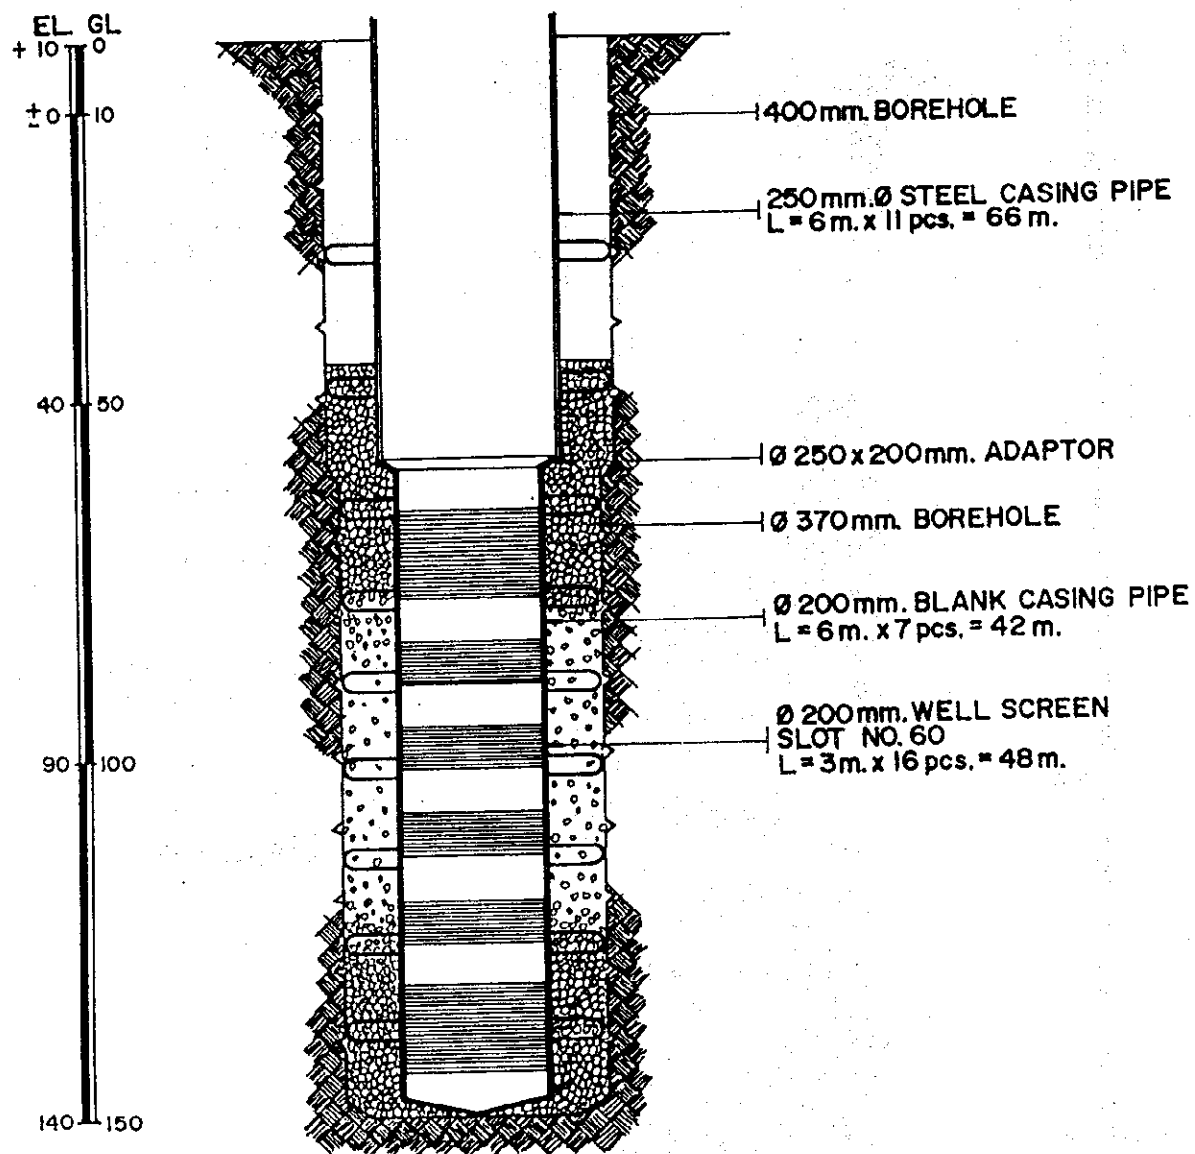 EL. GL.
+ 10 0
± 0 10
400mm. BOREHOLE
250mm.Ø STEEL CASING PIPE
L = 6m. x 11 pcs. = 66 m.
40 50
Ø 250 x 200mm. ADAPTOR
Ø 370mm. BOREHOLE
Ø 200mm. BLANK CASING PIPE
L = 6m. x 7 pcs. = 42 m.
Ø 200mm. WELL SCREEN
SLOT NO. 60
L = 3m. x 16 pcs. = 48 m.
90 100
140 150